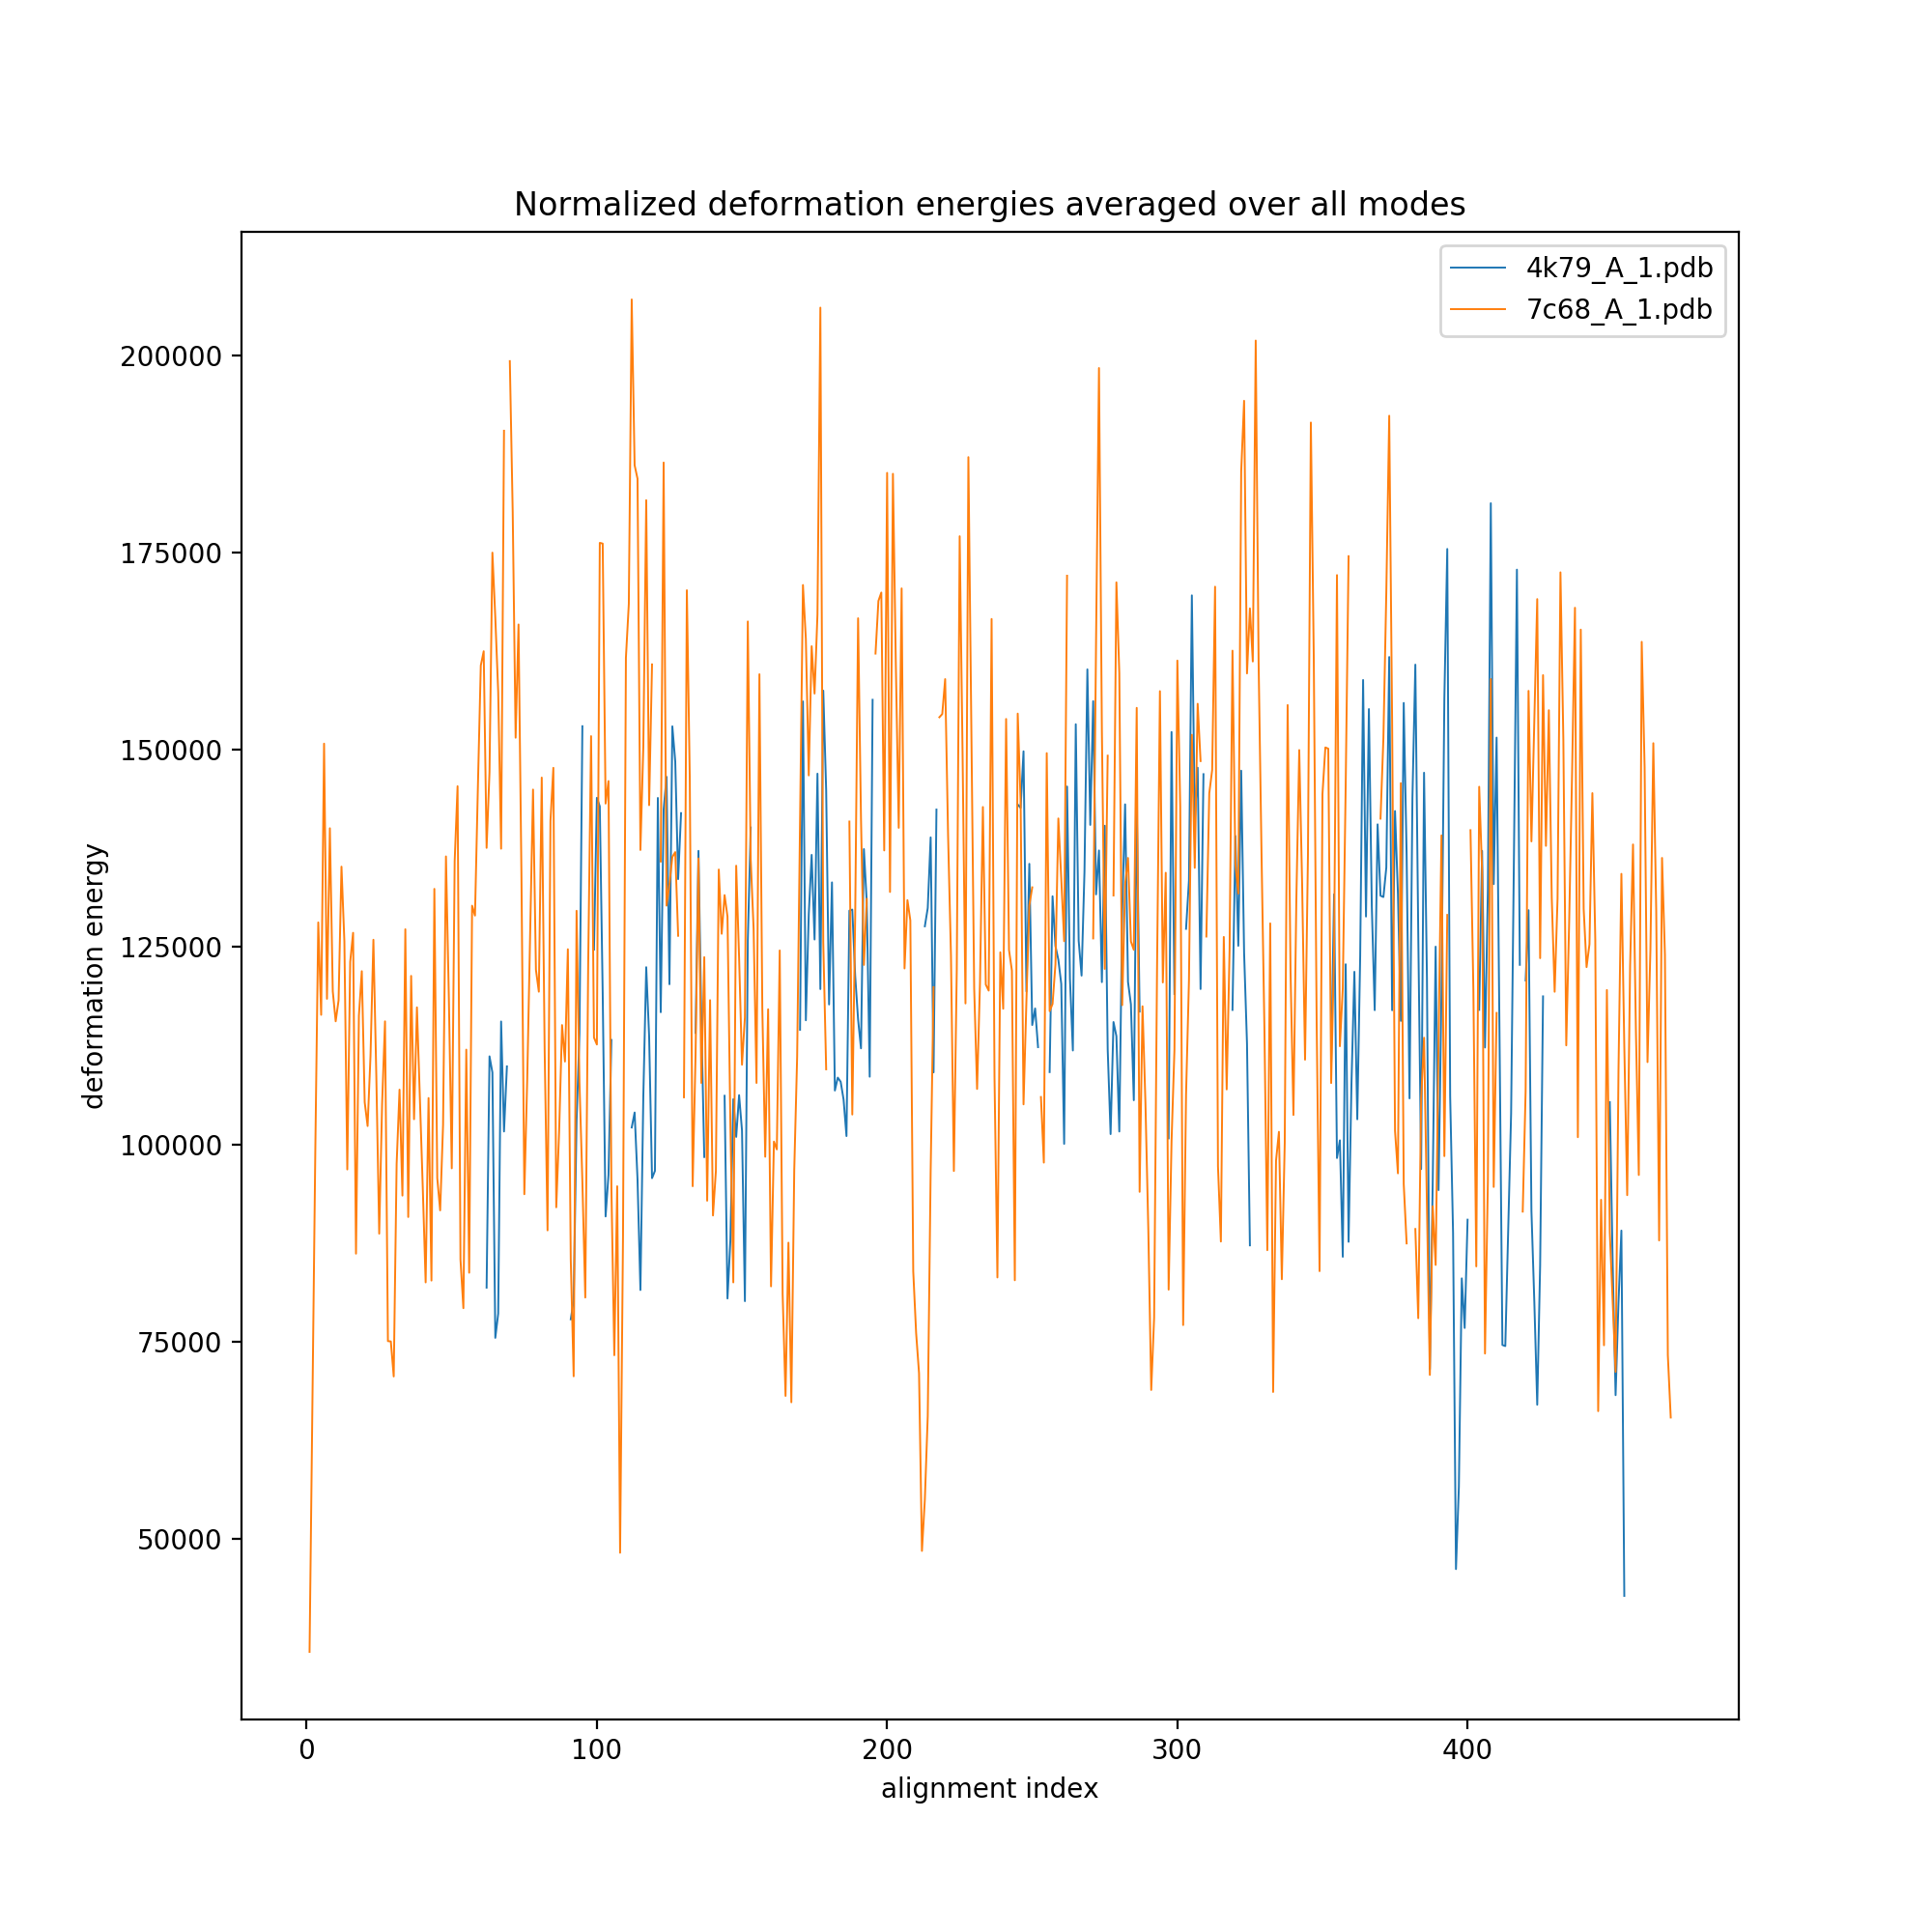 Normalized deformation energies averaged over all modes
4k79_A_1.pdb
7c68_A_1.pdb
200000
175000
150000
125000
100000
75000
50000
deformation energy
0 100 200 300 400
alignment index